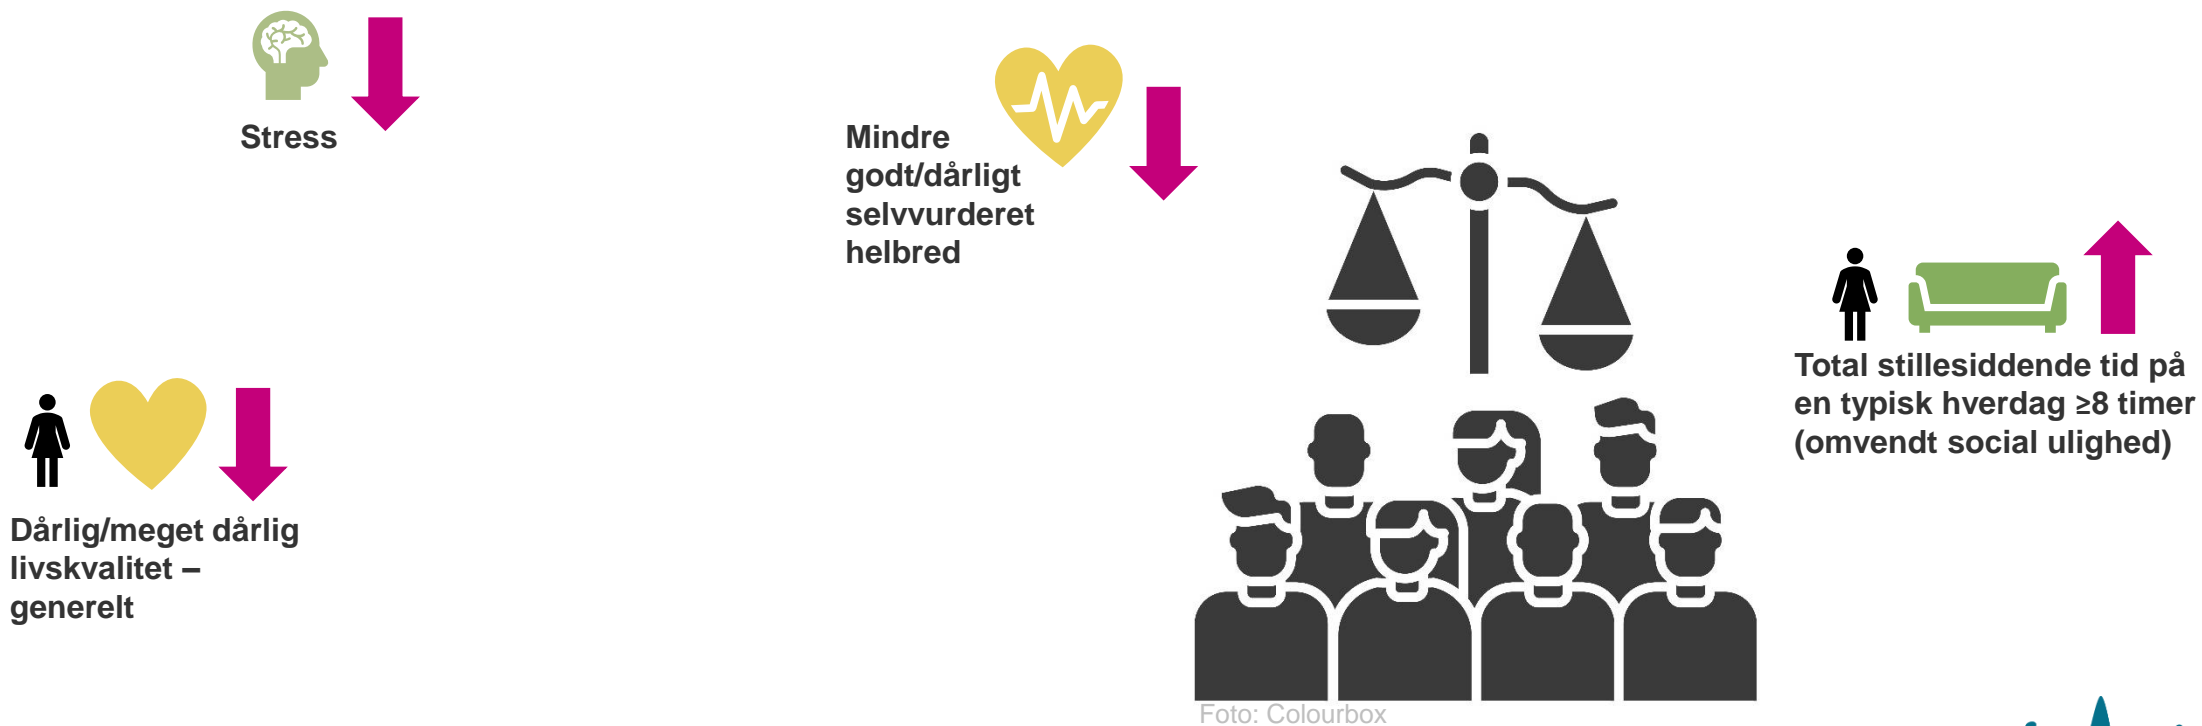 Stress
Mindre
godt/dårligt
selvvurderet
helbred
Total stillesiddende tid på
en typisk hverdag ≥8 timer
(omvendt social ulighed)
Dårlig/meget dårlig
livskvalitet –
generelt
Foto: Colourbox